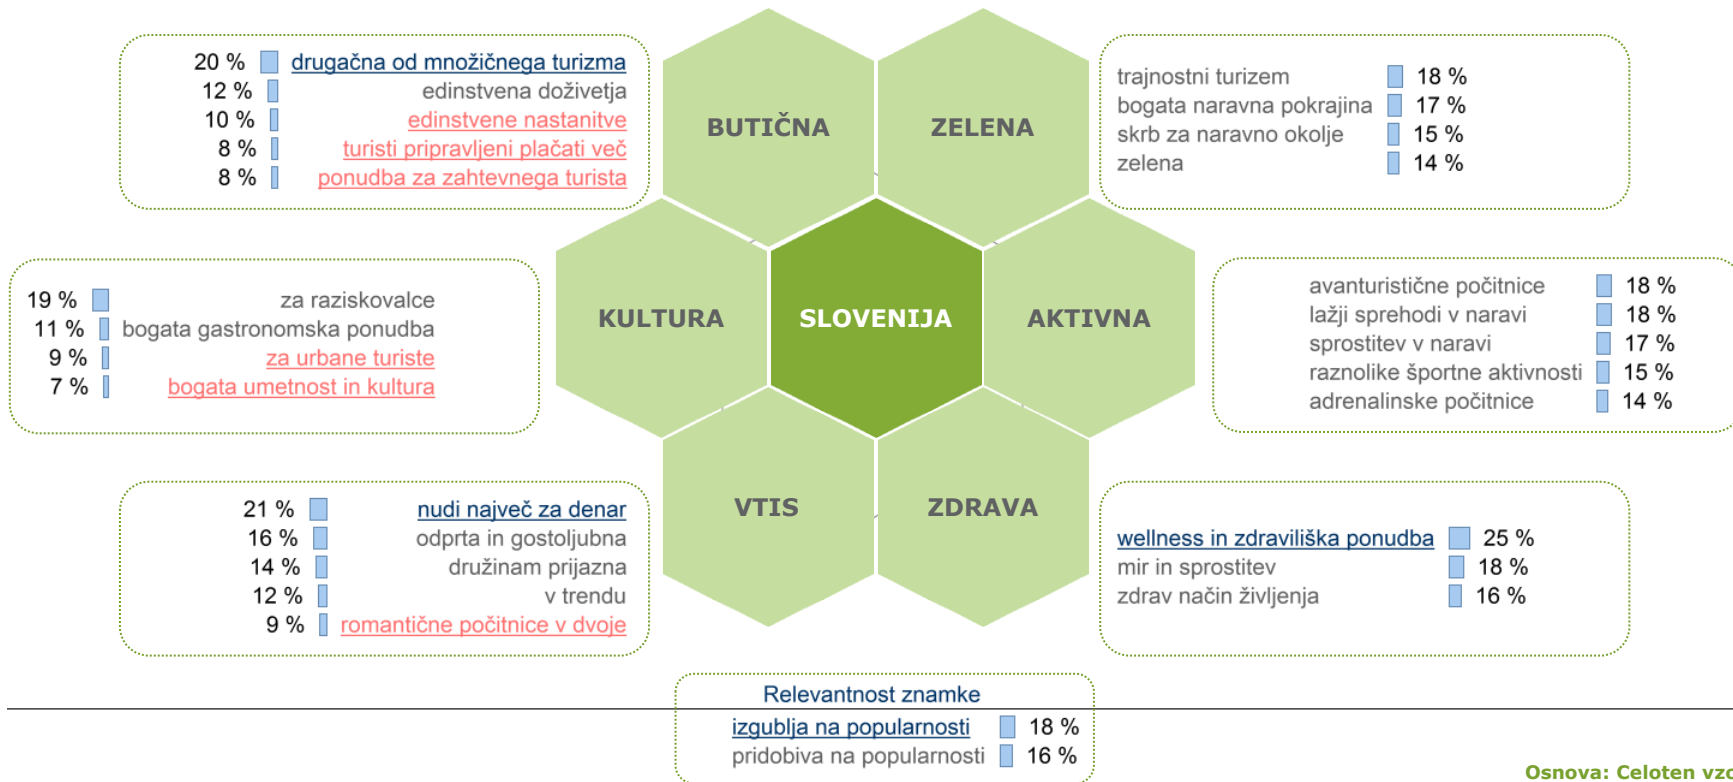 20 % drugačna od množičnega turizma
12 % edinstvena doživetja
10 % edinstvene nastanitve
8 % turisti pripravljeni plačati več
8 % ponudba za zahtevnega turista
BUTIČNA
ZELENA
trajnostni turizem 18 %
bogata naravna pokrajina 17 %
skrb za naravno okolje 15 %
zelena 14 %
19 % za raziskovalce
11 % bogata gastronomska ponudba
9 % za urbane turiste
7 % bogata umetnost in kultura
KULTURA
SLOVENIJA
AKTIVNA
avanturistične počitnice 18 %
lažji sprehodi v naravi 18 %
sprostitev v naravi 17 %
raznolike športne aktivnosti 15 %
adrenalinske počitnice 14 %
21 % nudi največ za denar
16 % odprta in gostoljubna
14 % družinam prijazna
12 % v trendu
9 % romantične počitnice v dvoje
VTIS
ZDRAVA
wellness in zdraviliška ponudba 25 %
mir in sprostitev 18 %
zdrav način življenja 16 %
Relevantnost znamke
izgublja na popularnosti 18 %
pridobiva na popularnosti 16 %
Osnova: Celoten vzo